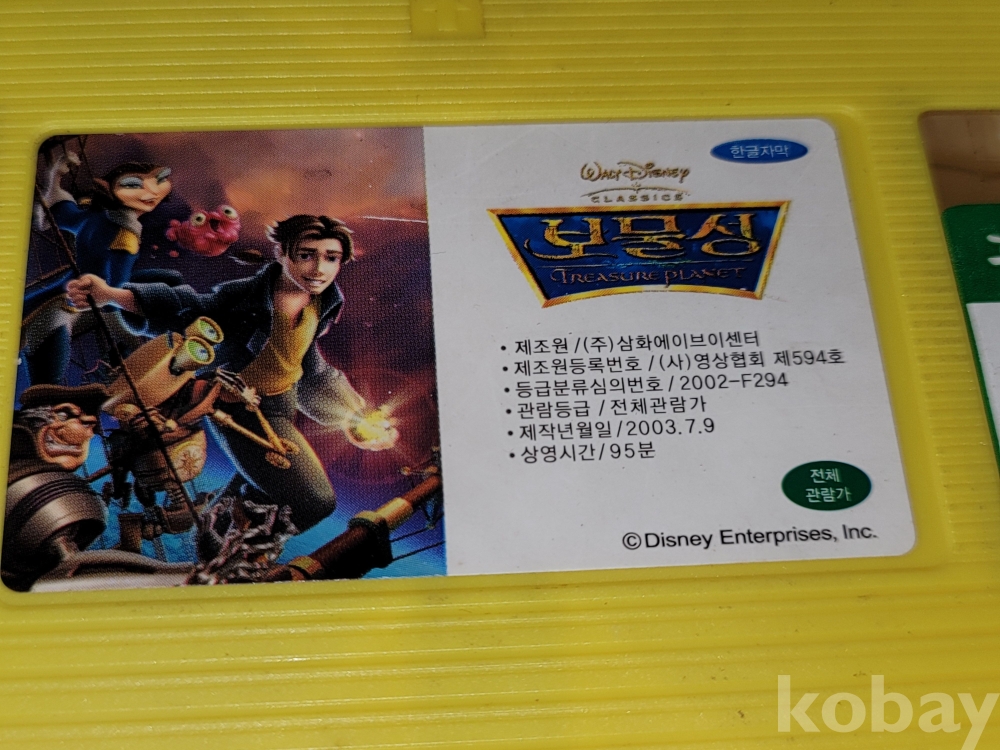 한글자막
WALT DISNEY
CLASSICS
보물성
TREASURE PLANET
• 제조원/(주)삼화에이브이센터
• 제조원등록번호/(사)영상협회 제594호
• 등급분류심의번호/2002-F294
• 관람등급/전체관람가
• 제작년월일/2003.7.9
• 상영시간/95분
전체
관람가
©Disney Enterprises, Inc.
kobay